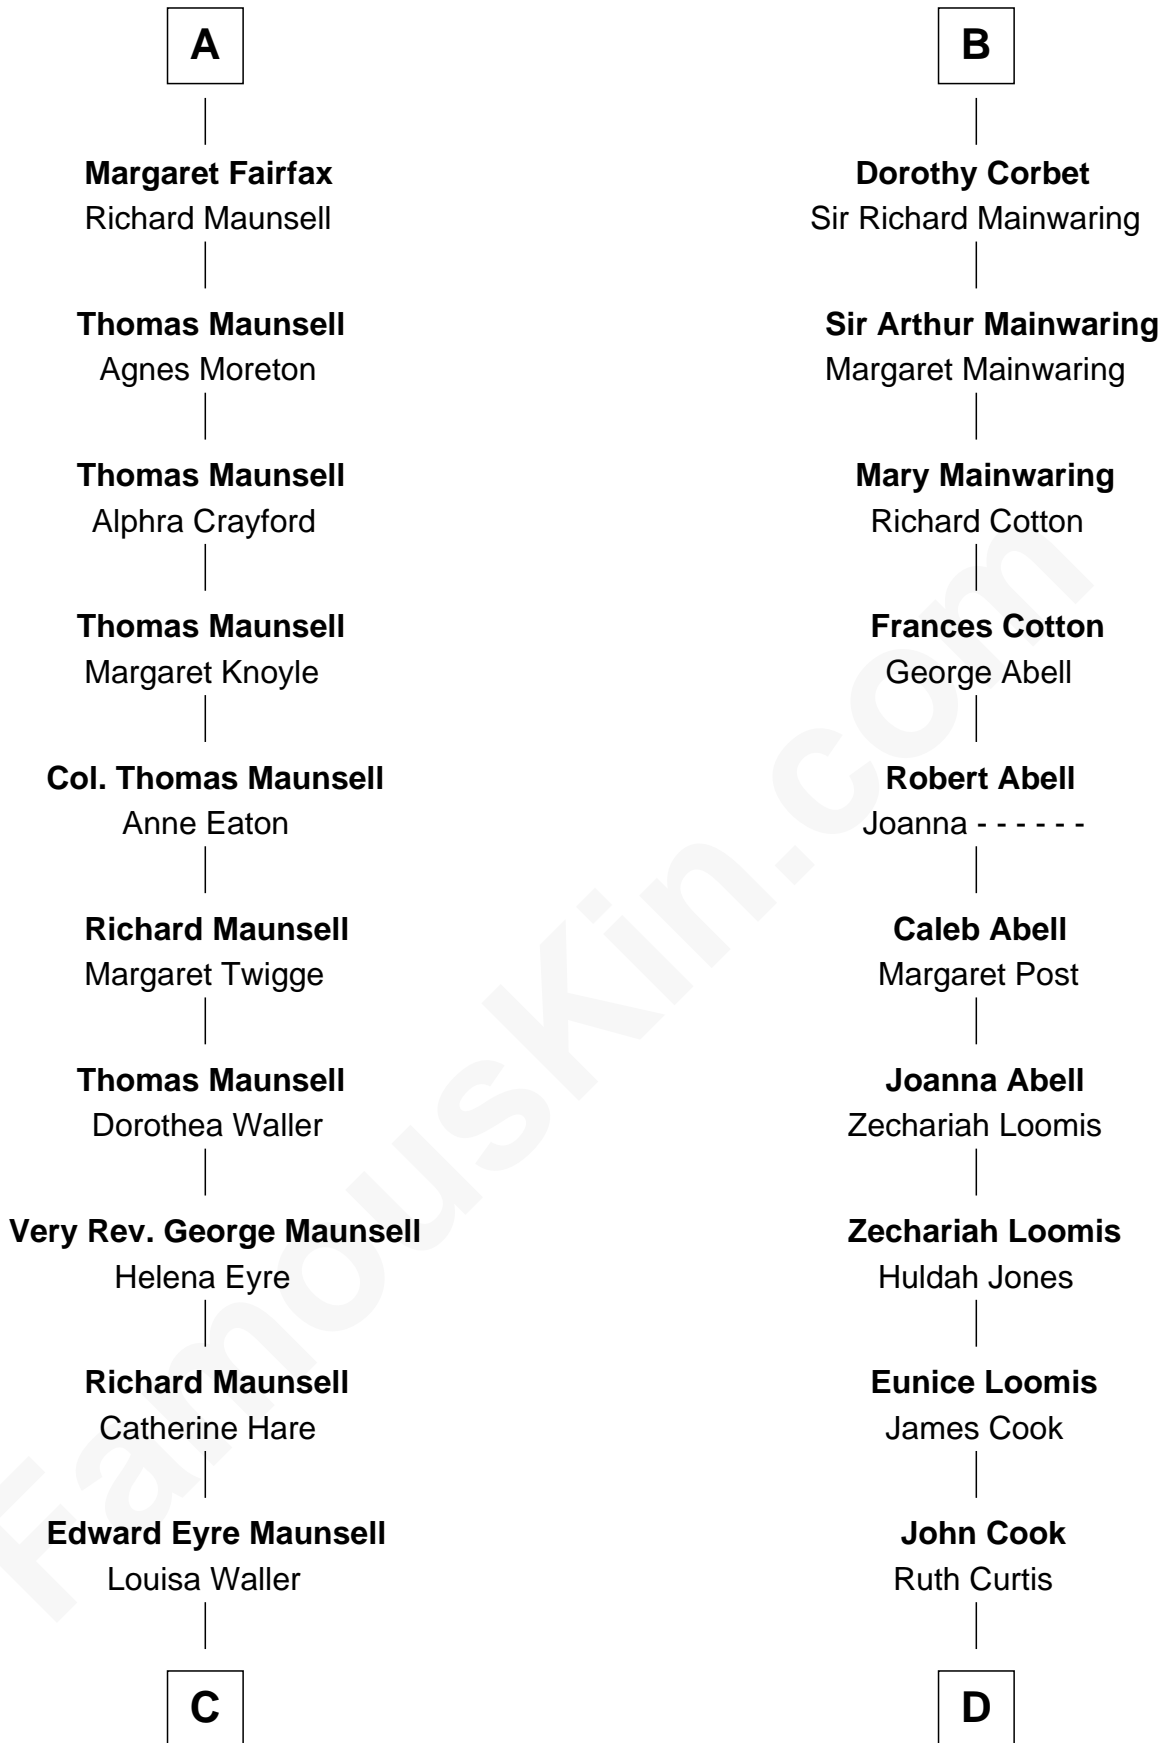 A
Margaret Fairfax
Richard Maunsell
Thomas Maunsell
Agnes Moreton
Thomas Maunsell
Alphra Crayford
Thomas Maunsell
Margaret Knoyle
Col. Thomas Maunsell
Anne Eaton
Richard Maunsell
Margaret Twigge
Thomas Maunsell
Dorothea Waller
Very Rev. George Maunsell
Helena Eyre
Richard Maunsell
Catherine Hare
Edward Eyre Maunsell
Louisa Waller
C
B
Dorothy Corbet
Sir Richard Mainwaring
Sir Arthur Mainwaring
Margaret Mainwaring
Mary Mainwaring
Richard Cotton
Frances Cotton
George Abell
Robert Abell
Joanna - - - - - -
Caleb Abell
Margaret Post
Joanna Abell
Zechariah Loomis
Zechariah Loomis
Huldah Jones
Eunice Loomis
James Cook
John Cook
Ruth Curtis
D
FamousKin.com